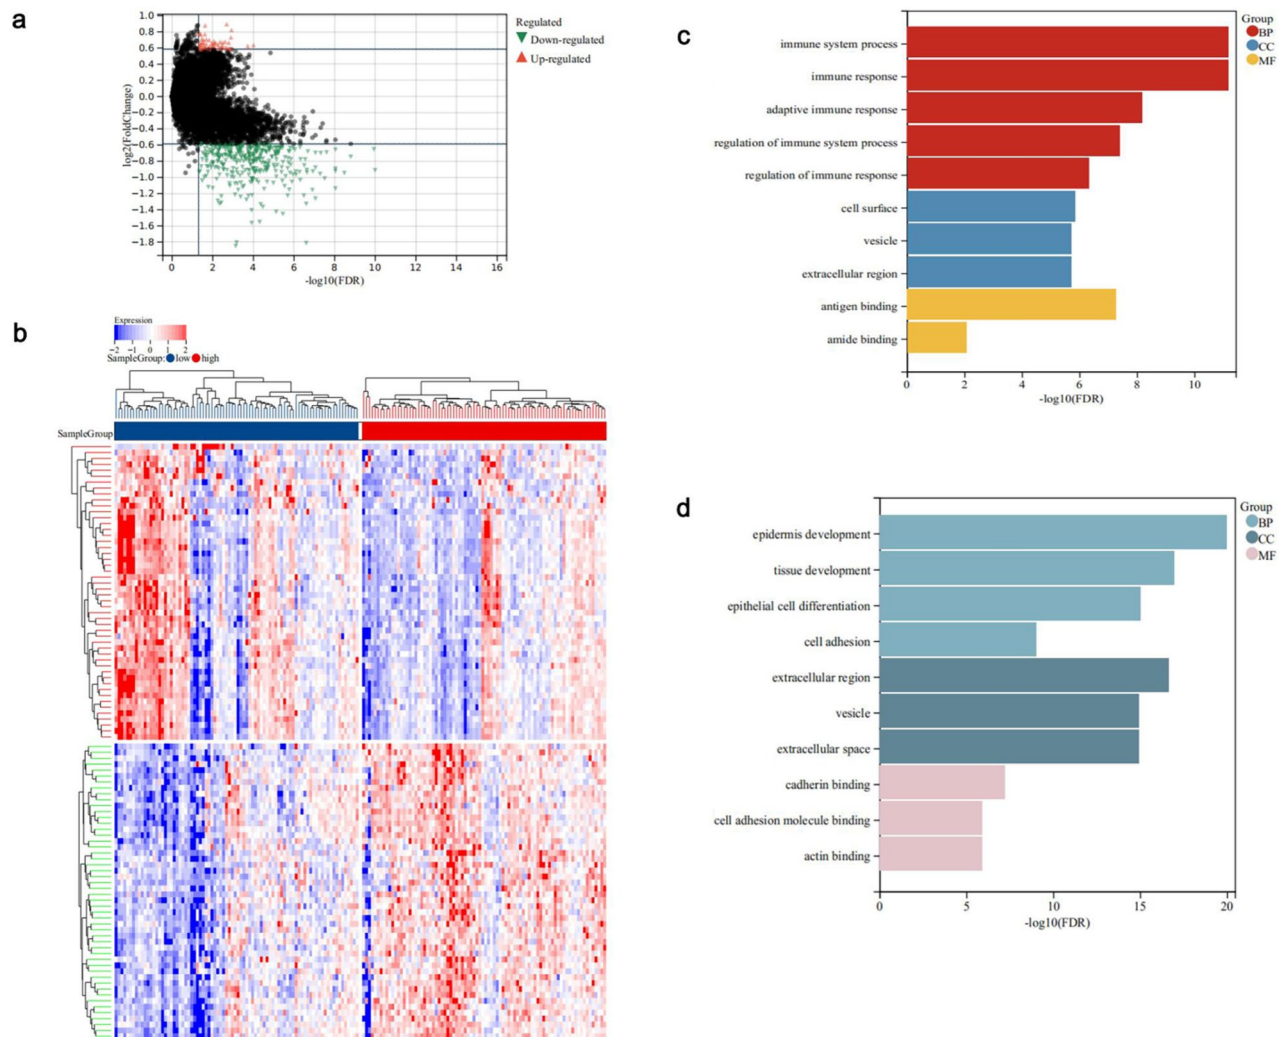 a
1.0
0.8
0.6
0.4
0.2
0.0
−0.2
−0.4
−0.6
−0.8
−1.0
−1.2
−1.4
−1.6
−1.8
log2(FoldChange)
0 2 4 6 8 10 12 14 16
-log10(FDR)
Regulated
Down-regulated
Up-regulated
b
Expression
−2 −1 0 1 2
SampleGroup: low high
SampleGroup
c
immune system process
immune response
adaptive immune response
regulation of immune system process
regulation of immune response
cell surface
vesicle
extracellular region
antigen binding
amide binding
0 2 4 6 8 10
-log10(FDR)
Group
BP
CC
MF
d
epidermis development
tissue development
epithelial cell differentiation
cell adhesion
extracellular region
vesicle
extracellular space
cadherin binding
cell adhesion molecule binding
actin binding
0 5 10 15 20
-log10(FDR)
Group
BP
CC
MF